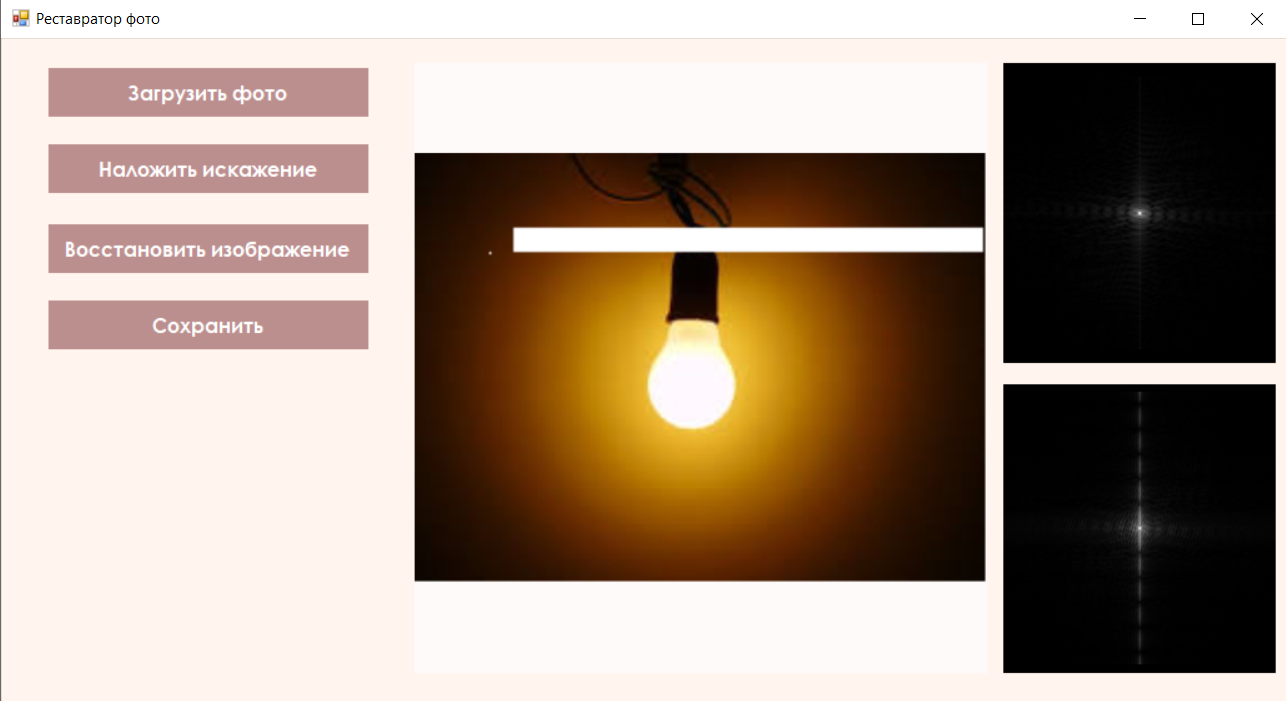 Реставратор фото
Загрузить фото
Наложить искажение
Восстановить изображение
Сохранить